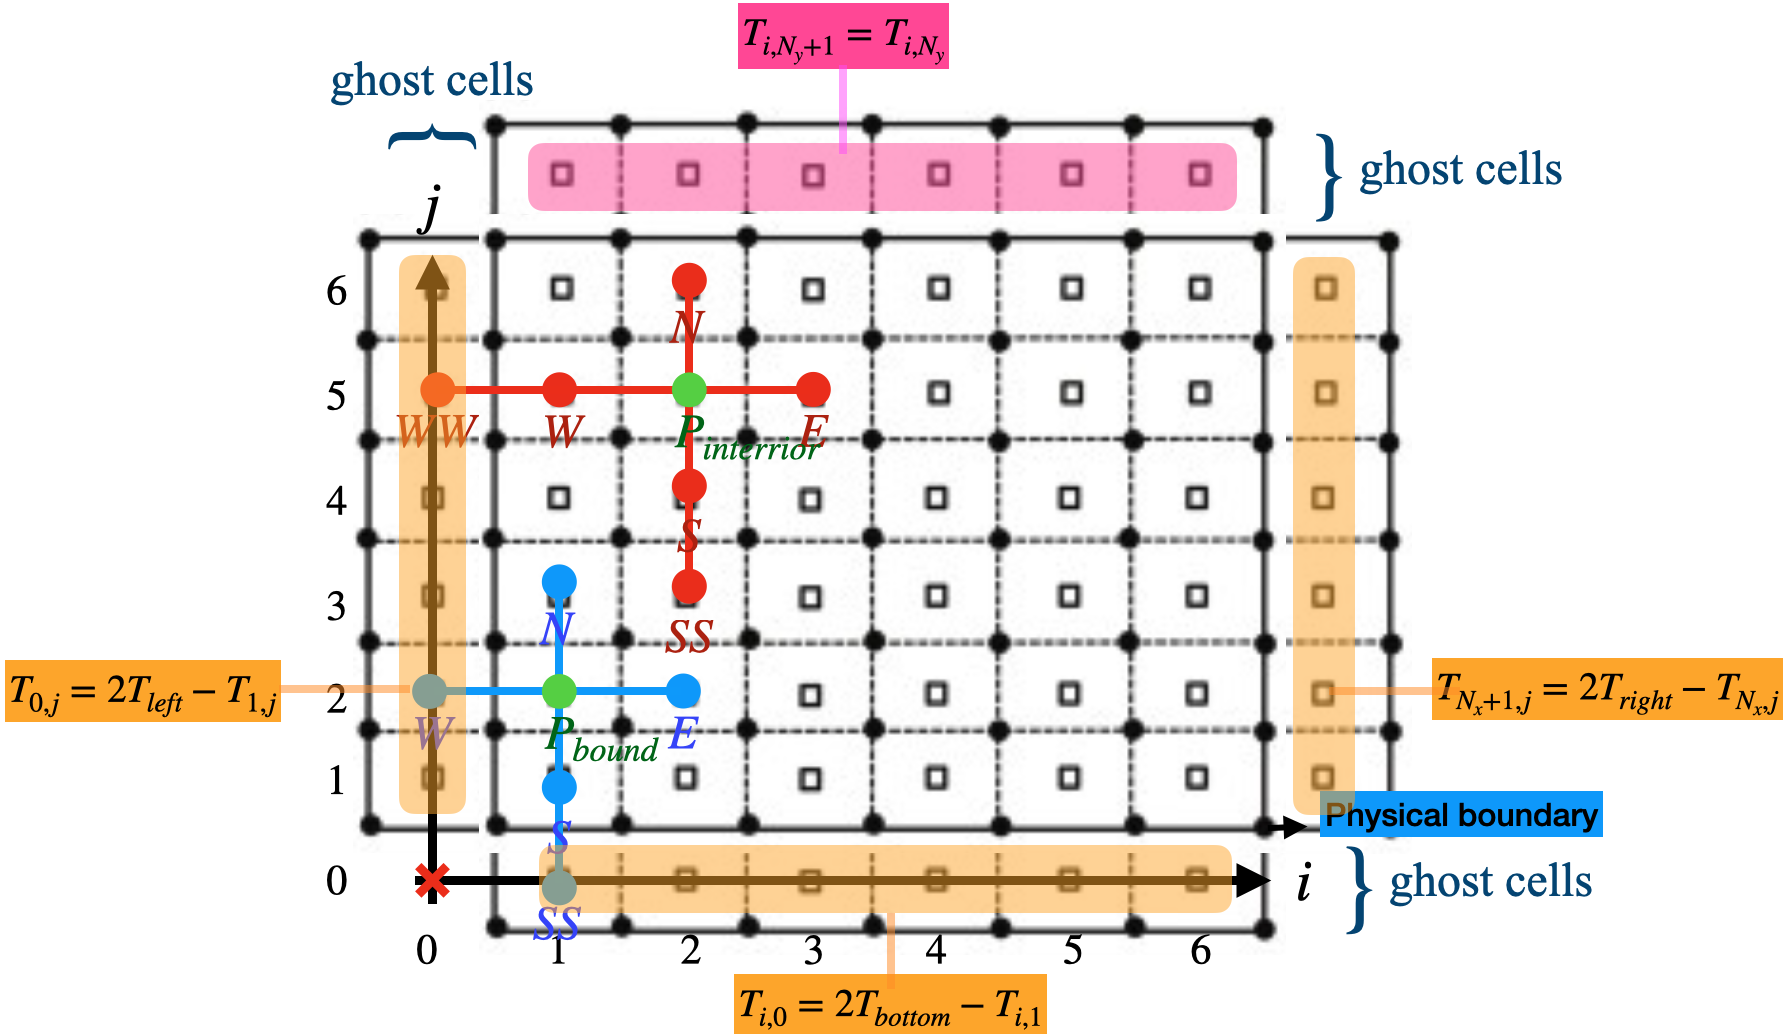 T_{i,N_y+1} = T_{i,N_y}
ghost cells
ghost cells
j
6
N
5
WW
W
P_{interrior}
E
4
S
3
N
SS
T_{0,j} = 2T_{left} − T_{1,j}
2
T_{N_x+1,j} = 2T_{right} − T_{N_x,j}
W
P_{bound}
E
1
Physical boundary
S
0
i
ghost cells
SS
0 1 2 3 4 5 6
T_{i,0} = 2T_{bottom} − T_{i,1}